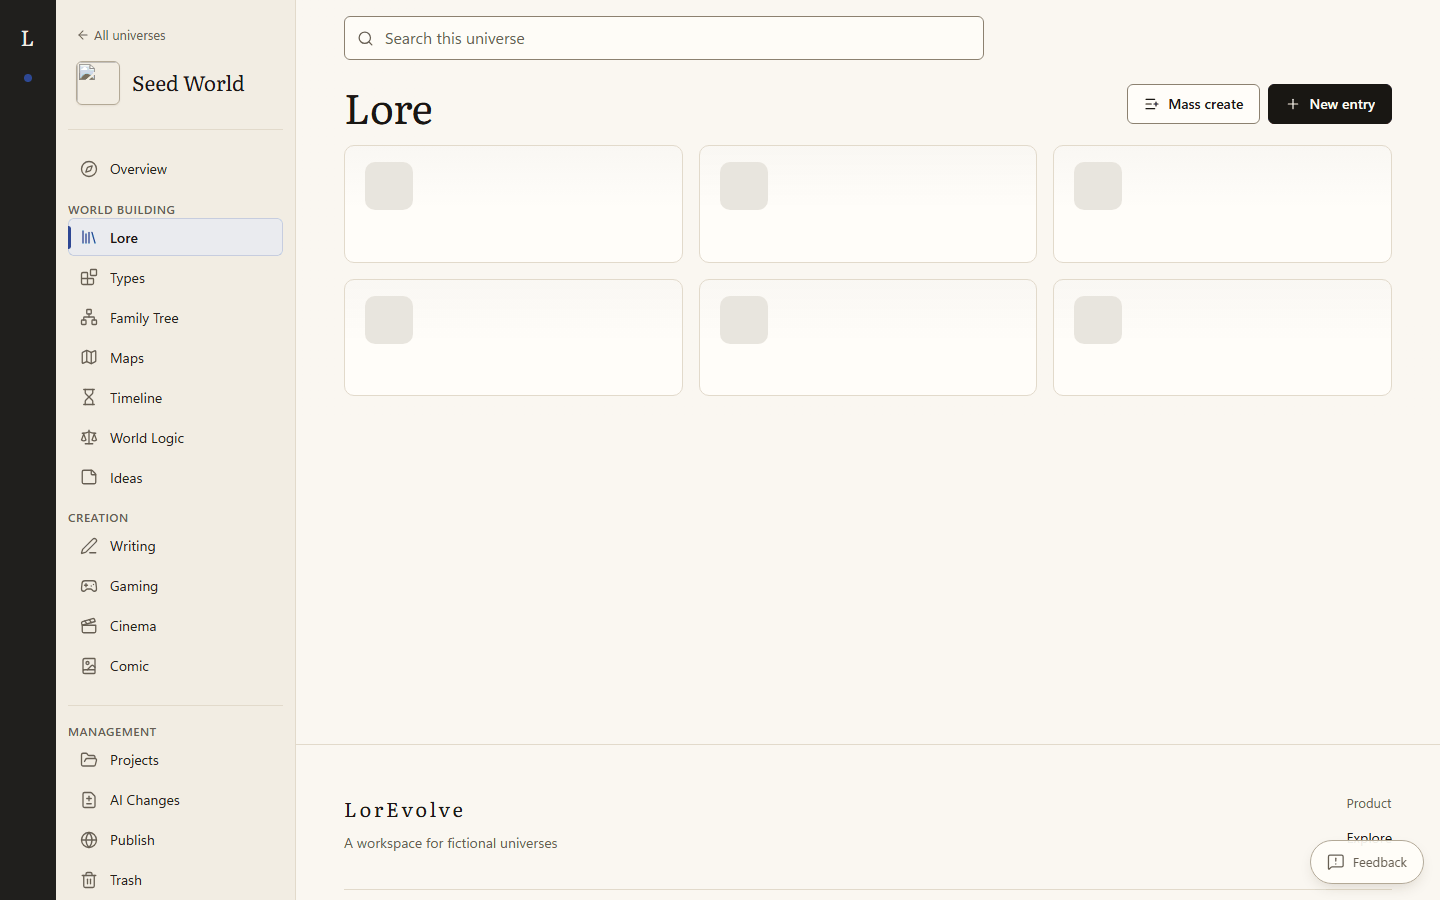 L
All universes
Seed World
Overview
WORLD BUILDING
Lore
Types
Family Tree
Maps
Timeline
World Logic
Ideas
CREATION
Writing
Gaming
Cinema
Comic
MANAGEMENT
Projects
AI Changes
Publish
Trash
Search this universe
Lore
Mass create
New entry
LorEvolve
A workspace for fictional universes
Product
Explore
Feedback